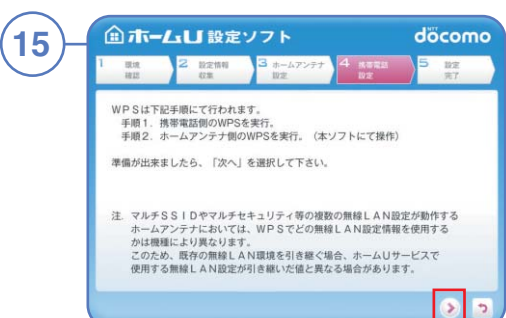 15
ホームU 設定ソフト
NTT
döcomo
1 環境
確認
2 設定情報
収集
3 ホームアンテナ
設定
4 携帯電話
設定
5 設定
完了
WPSは下記手順にて行われます。
手順1．携帯電話側のWPSを実行。
手順2．ホームアンテナ側のWPSを実行。（本ソフトにて操作）
準備が出来ましたら、「次へ」を選択して下さい。
注．マルチSSIDやマルチセキュリティ等の複数の無線LAN設定が動作する
ホームアンテナにおいては、WPSでどの無線LAN設定情報を使用する
かは機種により異なります。
このため、既存の無線LAN環境を引き継ぐ場合、ホームUサービスで
使用する無線LAN設定が引き継いだ値と異なる場合があります。